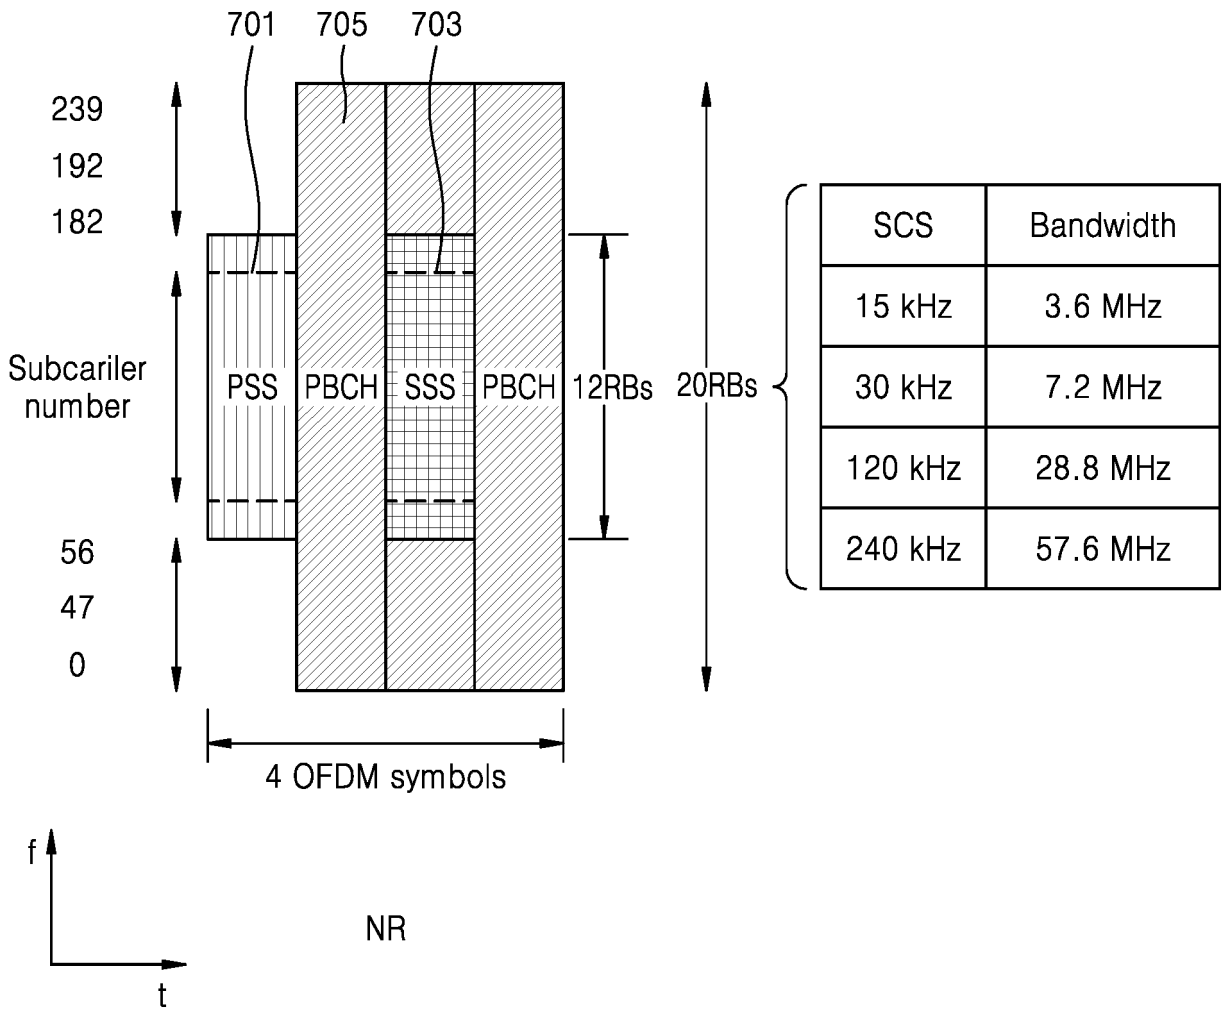 701 705 703
239
192
182
Subcariler
number
56
47
0
PSS PBCH SSS PBCH 12RBs 20RBs
SCS Bandwidth
15 kHz 3.6 MHz
30 kHz 7.2 MHz
120 kHz 28.8 MHz
240 kHz 57.6 MHz
4 OFDM symbols
f
t
NR